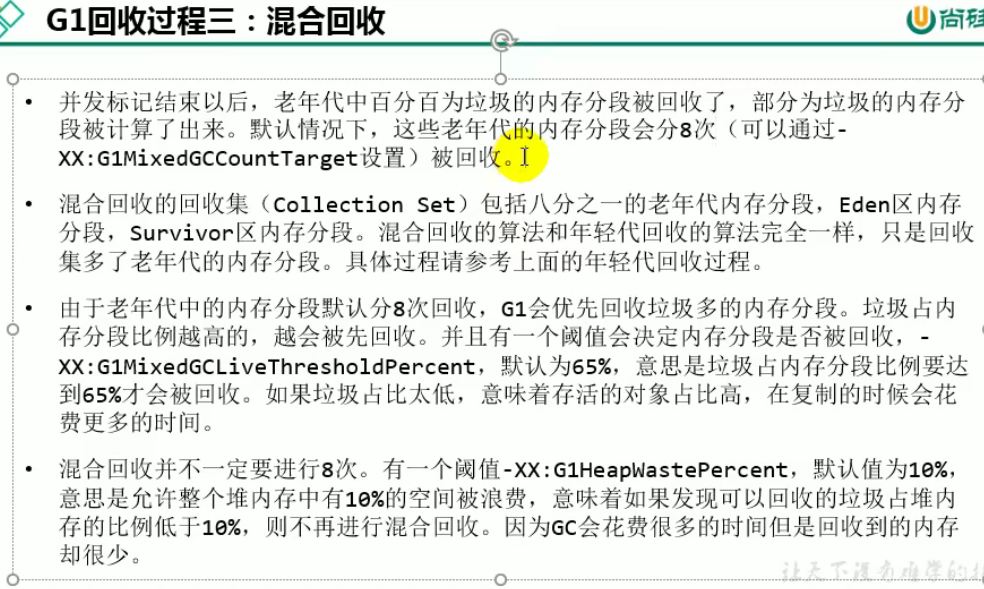 G1回收过程三：混合回收
尚硅
• 并发标记结束以后，老年代中百分百为垃圾的内存分段被回收了，部分为垃圾的内存分
段被计算了出来。默认情况下，这些老年代的内存分段会分8次（可以通过-
XX:G1MixedGCCountTarget设置）被回收。
• 混合回收的回收集（Collection Set）包括八分之一的老年代内存分段，Eden区内存
分段，Survivor区内存分段。混合回收的算法和年轻代回收的算法完全一样，只是回收
集多了老年代的内存分段。具体过程请参考上面的年轻代回收过程。
• 由于老年代中的内存分段默认分8次回收，G1会优先回收垃圾多的内存分段。垃圾占内
存分段比例越高的，越会被先回收。并且有一个阈值会决定内存分段是否被回收，-
XX:G1MixedGCLiveThresholdPercent，默认为65%，意思是垃圾占内存分段比例要达
到65%才会被回收。如果垃圾占比太低，意味着存活的对象占比高，在复制的时候会花
费更多的时间。
• 混合回收并不一定要进行8次。有一个阈值-XX:G1HeapWastePercent，默认值为10%，
意思是允许整个堆内存中有10%的空间被浪费，意味着如果发现可以回收的垃圾占堆内
存的比例低于10%，则不再进行混合回收。因为GC会花费很多的时间但是回收到的内存
却很少。
让天下没有难学的